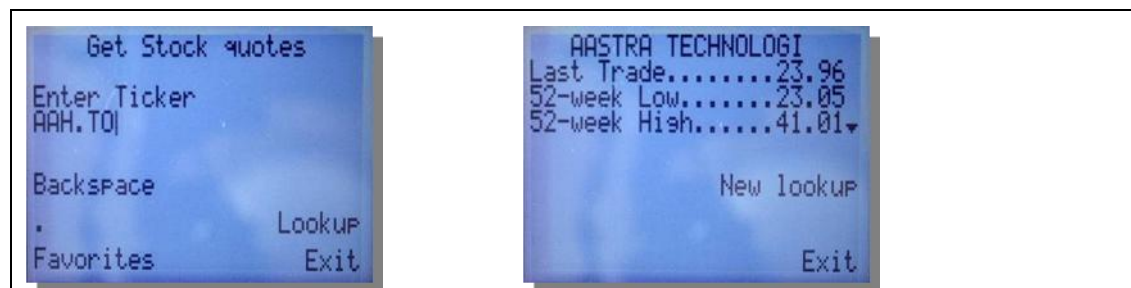 Get Stock quotes
Enter Ticker
AAH.TO
Backspace
. Lookup
Favorites Exit
AASTRA TECHNOLOGI
Last Trade........23.96
52-week Low.......23.05
52-week High......41.01
New lookup
Exit